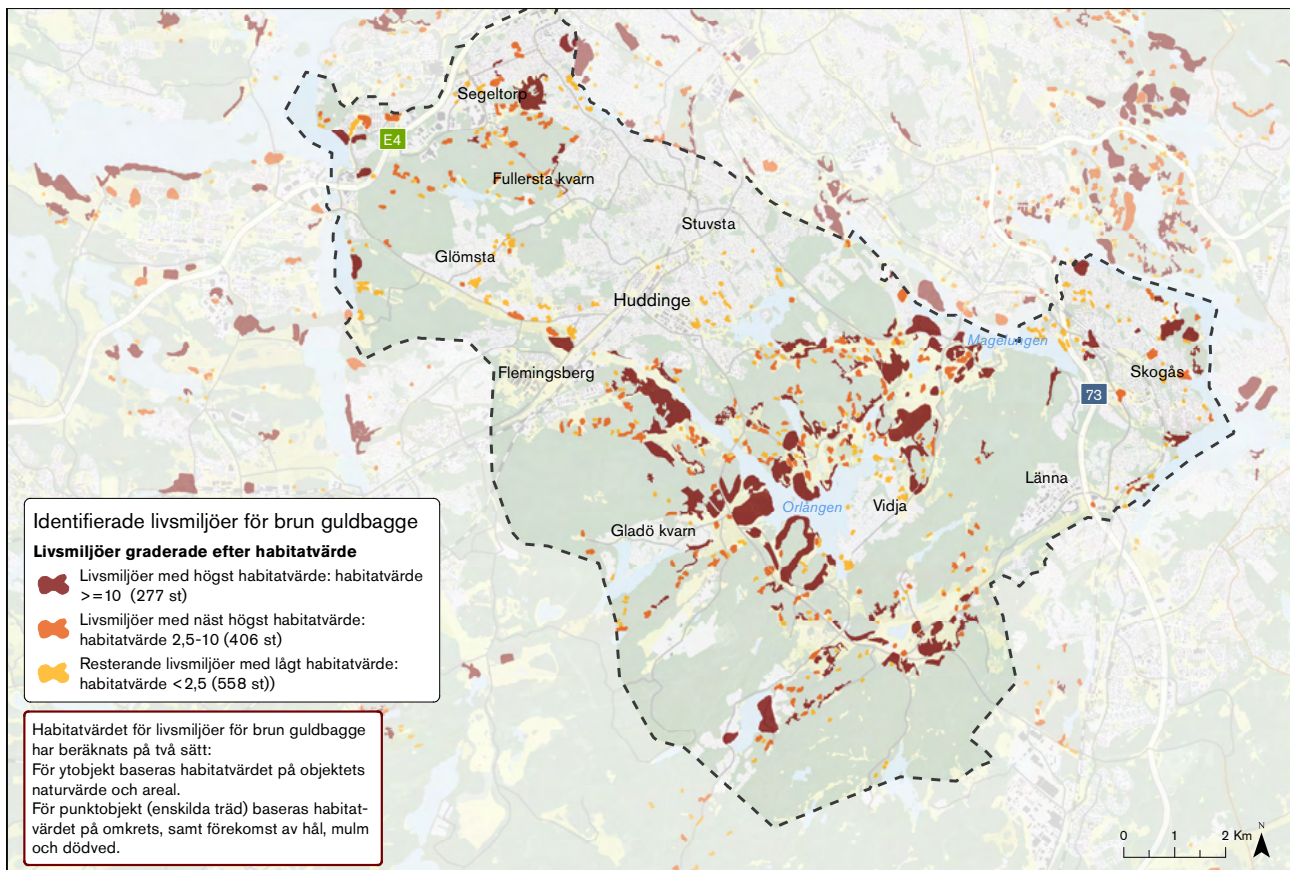 Segeltorp
E4
Fullersta kvarn
Stuvsta
Glömsta
Huddinge
Magelungen
Flemingsberg
Skogås
73
Länna
Orlången
Vidja
Gladö kvarn
Identifierade livsmiljöer för brun guldbagge
Livsmiljöer graderade efter habitatvärde
Livsmiljöer med högst habitatvärde: habitatvärde
>=10 (277 st)
Livsmiljöer med näst högst habitatvärde:
habitatvärde 2,5-10 (406 st)
Resterande livsmiljöer med lågt habitatvärde:
habitatvärde <2,5 (558 st))
Habitatvärdet för livsmiljöer för brun guldbagge
har beräknats på två sätt:
För ytobjekt baseras habitatvärdet på objektets
naturvärde och areal.
För punktobjekt (enskilda träd) baseras habitat-
värdet på omkrets, samt förekomst av hål, mulm
och dödved.
0 1 2 Km
N